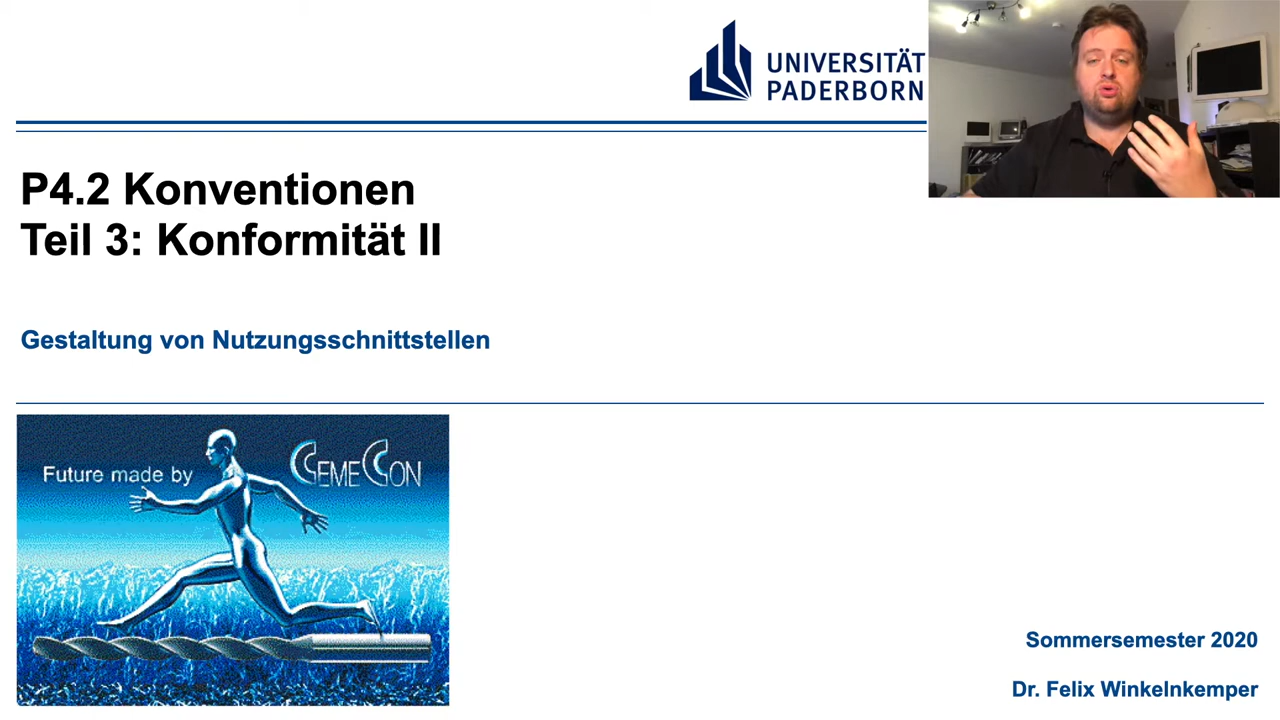 UNIVERSITÄT
PADERBORN
P4.2 Konventionen
Teil 3: Konformität II
Gestaltung von Nutzungsschnittstellen
Future made by CEMECON
Sommersemester 2020
Dr. Felix Winkelnkemper